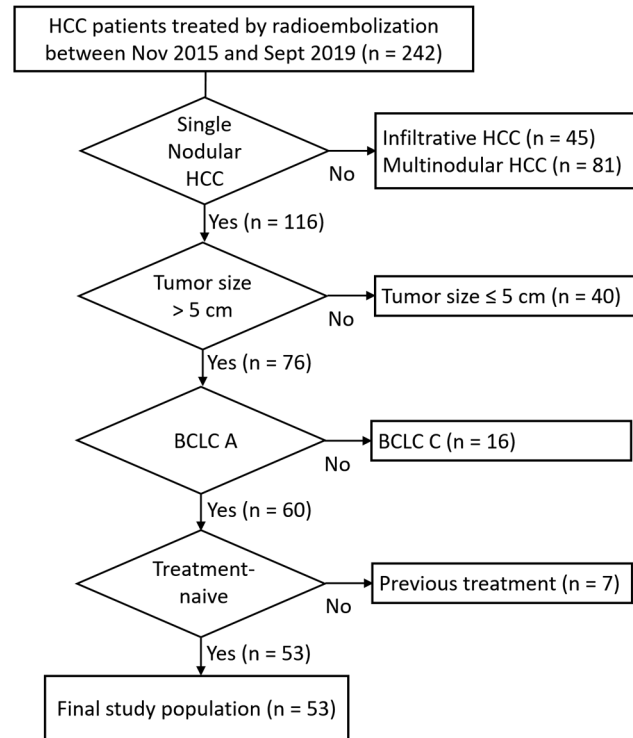 HCC patients treated by radioembolization
between Nov 2015 and Sept 2019 (n = 242)
Single
Nodular
HCC
No
Infiltrative HCC (n = 45)
Multinodular HCC (n = 81)
Yes (n = 116)
Tumor size
> 5 cm
No
Tumor size ≤ 5 cm (n = 40)
Yes (n = 76)
BCLC A
No
BCLC C (n = 16)
Yes (n = 60)
Treatment-
naive
No
Previous treatment (n = 7)
Yes (n = 53)
Final study population (n = 53)